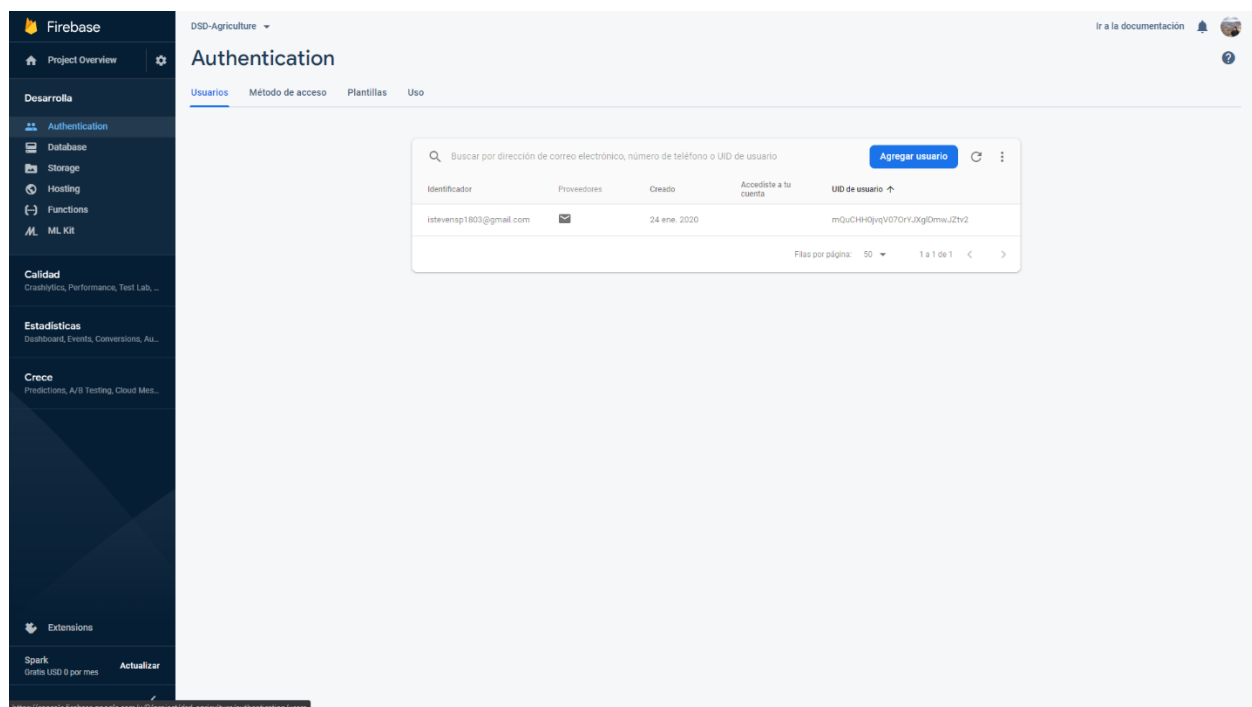 Firebase
Project Overview
Desarrolla
Authentication
Database
Storage
Hosting
Functions
ML Kit
Calidad
Crashlytics, Performance, Test Lab, ...
Estadísticas
Dashboard, Events, Conversions, Au...
Crece
Predictions, A/B Testing, Cloud Mes...
Extensions
Spark
Gratis USD 0 por mes
Actualizar
DSD-Agriculture
Ir a la documentación
Authentication
Usuarios Método de acceso Plantillas Uso
Buscar por dirección de correo electrónico, número de teléfono o UID de usuario
Agregar usuario
Identificador Proveedores Creado Accediste a tu cuenta UID de usuario
istevensp1803@gmail.com 24 ene. 2020
Filas por página: 50 1 a 1 de 1